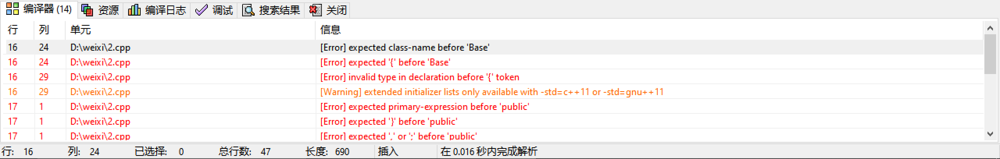 编译器 (14) 资源 编译日志 调试 搜索结果 关闭
行 列 单元 信息
16 24 D:\weixi\2.cpp [Error] expected class-name before 'Base'
16 24 D:\weixi\2.cpp [Error] expected '{' before 'Base'
16 29 D:\weixi\2.cpp [Error] invalid type in declaration before '{' token
16 29 D:\weixi\2.cpp [Warning] extended initializer lists only available with -std=c++11 or -std=gnu++11
17 1 D:\weixi\2.cpp [Error] expected primary-expression before 'public'
17 1 D:\weixi\2.cpp [Error] expected '}' before 'public'
17 1 D:\weixi\2.cpp [Error] expected ',' or ';' before 'public'
行: 16 列: 24 已选择: 0 总行数: 47 长度: 690 插入 在 0.016 秒内完成解析